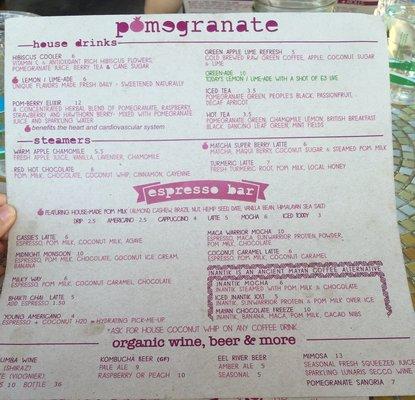 pomegranate
house drinks
HIBISCUS COOLER 6
VITAMIN C & ANTIOXIDANT RICH HIBISCUS FLOWERS,
POMEGRANATE JUICE, BERRY TEA & CANE SUGAR
LEMON / LIME-ADE 6
UNIQUE FLAVORS MADE FRESH DAILY - SWEETENED NATURALLY
POM-BERRY ELIXIR 12
A CONCENTRATED HERBAL BLEND OF POMEGRANATE, RASPBERRY,
STRAWBERRY AND HAWTHORN BERRY- MIXED WITH POMEGRANATE
JUICE AND SPARKLING WATER
benefits the heart and cardiovascular system
GREEN APPLE LIME REFRESH 5
COLD BREWED RAW GREEN COFFEE, APPLE, COCONUT SUGAR
& LIME
GREEN-ADE 10
TODAY'S LEMON / LIME-ADE WITH A SHOT OF E3 LIVE
ICED TEA 3.5
POMEGRANATE GREEN, PEOPLE'S BLACK, PASSIONFRUIT,
DECAF APRICOT
HOT TEA 3.5
POMEGRANATE GREEN, CHAMOMILE LEMON, BRITISH BREAKFAST
BLACK, DANCING LEAF GREEN, MINT FIELDS
steamers
WARM APPLE CHAMOMILE 5.5
FRESH APPLE JUICE, VANILLA, LAVENDER, CHAMOMILE
RED HOT CHOCOLATE 6
POM MILK, CHOCOLATE, COCONUT WHIP, CINNAMON, CAYENNE
MATCHA SUPER BERRY LATTE 6
MATCHA, MAQUI BERRY, COCONUT SUGAR & STEAMED POM MILK
TURMERIC LATTE 7
FRESH TURMERIC ROOT, POM MILK, LOCAL HONEY
espresso bar
FEATURING HOUSE-MADE POM MILK (ALMOND, CASHEW, BRAZIL NUT, HEMP SEED, DATE, VANILLA BEAN, HIMALAYAN SEA SALT)
DRIP 2.5 AMERICANO 2.5 CAPPUCCINO 4 LATTE 5 MOCHA 6 ICED TODDY 3
CASSIE'S LATTE 6
ESPRESSO, POM MILK, COCONUT MILK, AGAVE
MIDNIGHT MONSOON 10
ESPRESSO, POM MILK, CHOCOLATE, COCONUT ICE CREAM,
BANANA
MILKY WAY
ESPRESSO, POM MILK, COCONUT CARAMEL, CHOCOLATE
BHAKTI CHAI LATTE 5
ADD ESPRESSO 1.50
YOUNG AMERICANO 4
ESPRESSO + COCONUT H2O = HYDRATING PICK-ME-UP
MACA WARRIOR MOCHA 10
ESPRESSO, MACA, SUNWARRIOR PROTEIN POWDER,
POM MILK, CHOCOLATE
COCONUT CARAMEL LATTE 6
ESPRESSO, POM MILK, COCONUT CARAMEL
INANTIK IS AN ANCIENT MAYAN COFFEE ALTERNATIVE
INANTIK MOCHA 6
INANTIK STEAMED WITH POM MILK & CHOCOLATE
ICED INANTIK
INANTIK, SUNWARRIOR PROTEIN & POM MILK OVER ICE
MAYAN CHOCOLATE FREEZE 10
INANTIK, BANANA, MACA, POM MILK, CACAO NIBS
*ASK FOR HOUSE COCONUT WHIP ON ANY COFFEE DRINK
organic wine, beer & more
UMBA WINE
(SHIRAZ)
(VIOGNIER)
10 BOTTLE 36
KOMBUCHA BEER (GF)
PALE ALE 9
RASPBERRY OR PEACH 10
EEL RIVER BEER
AMBER ALE 5
SEASONAL 5
MIMOSA 13
SEASONAL FRESH SQUEEZED JUICE
SPARKLING LUNARIS SECCO WINE
POMEGRANATE SANGRIA 7